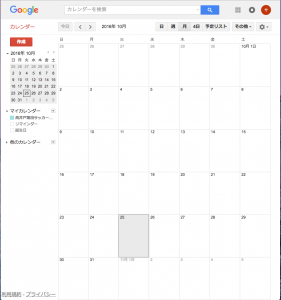 Google
カレンダーを検索
カレンダー
今日
2016年 10月
日 週 月 4日 予定リスト
その他
作成
2016年 10月
日 月 火 水 木 金 土
25 26 27 28 29 30 1
2 3 4 5 6 7 8
9 10 11 12 13 14 15
16 17 18 19 20 21 22
23 24 25 26 27 28 29
30 31 1 2 3 4 5
マイカレンダー
リマインダー
誕生日
他のカレンダー
日 月 火 水 木 金 土
25 26 27 28 29 30 10月 1日
2 3 4 5 6 7 8
9 10 11 12 13 14 15
16 17 18 19 20 21 22
23 24 25 26 27 28 29
30 31 11月 1日 2 3 4 5
利用規約 - プライバシー